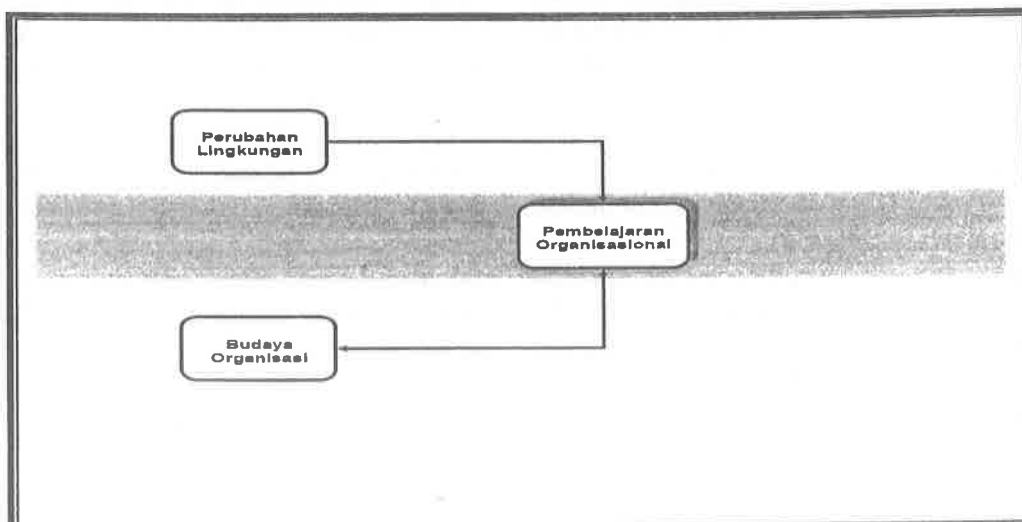 Perubahan
Lingkungan
Pembelajaran
Organisasional
Budaya
Organisasi